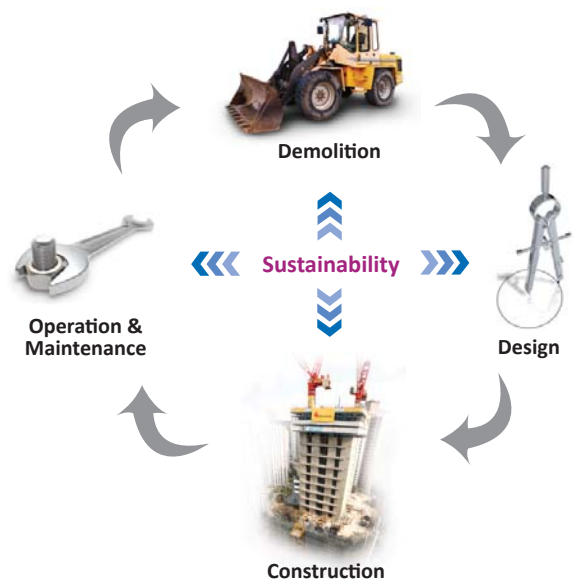 Demolition
Sustainability
Operation &
Maintenance
Design
Construction